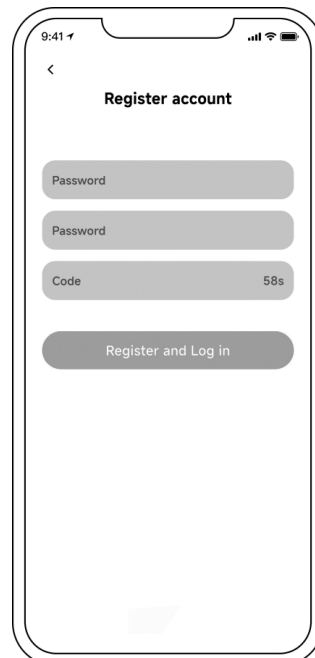 9:41
Register account
Password
Password
Code 58s
Register and Log in